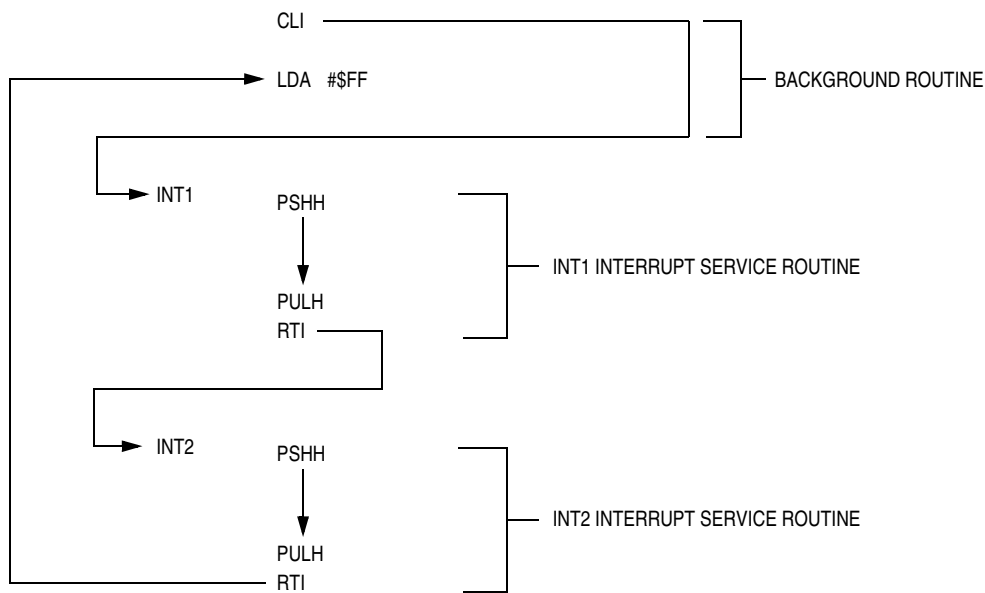 CLI
LDA #$FF
BACKGROUND ROUTINE
INT1
PSHH
INT1 INTERRUPT SERVICE ROUTINE
PULH
RTI
INT2
PSHH
INT2 INTERRUPT SERVICE ROUTINE
PULH
RTI